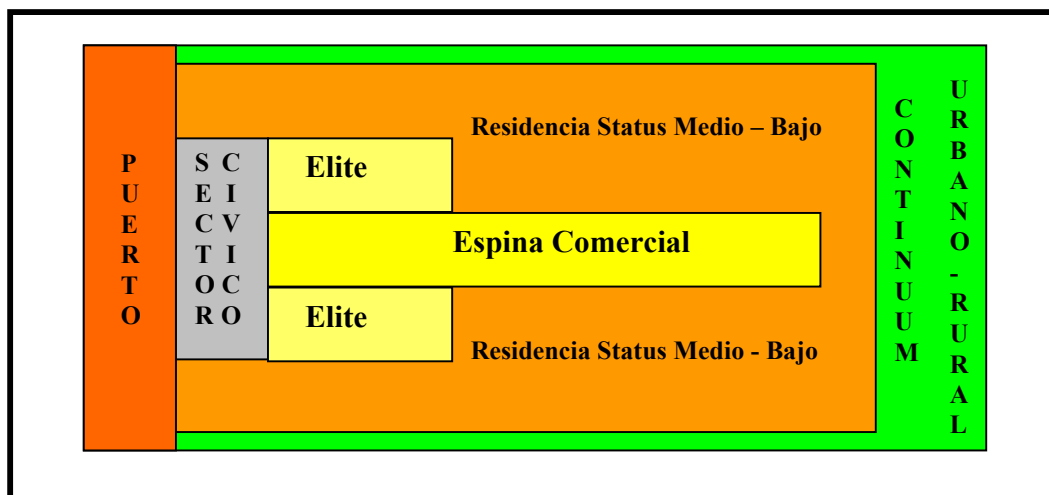 PUERTO
SECTOR
CIVICO
Residencia Status Medio – Bajo
Elite
Espina Comercial
Elite
Residencia Status Medio - Bajo
CONTINUUM
URBANO-RURAL